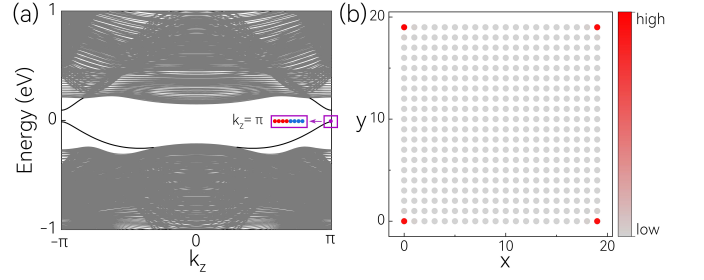 (a)
1
0
−1
Energy (eV)
k_z= π
−π
0
π
k_z
(b)
20
10
0
y
0
10
20
x
high
low